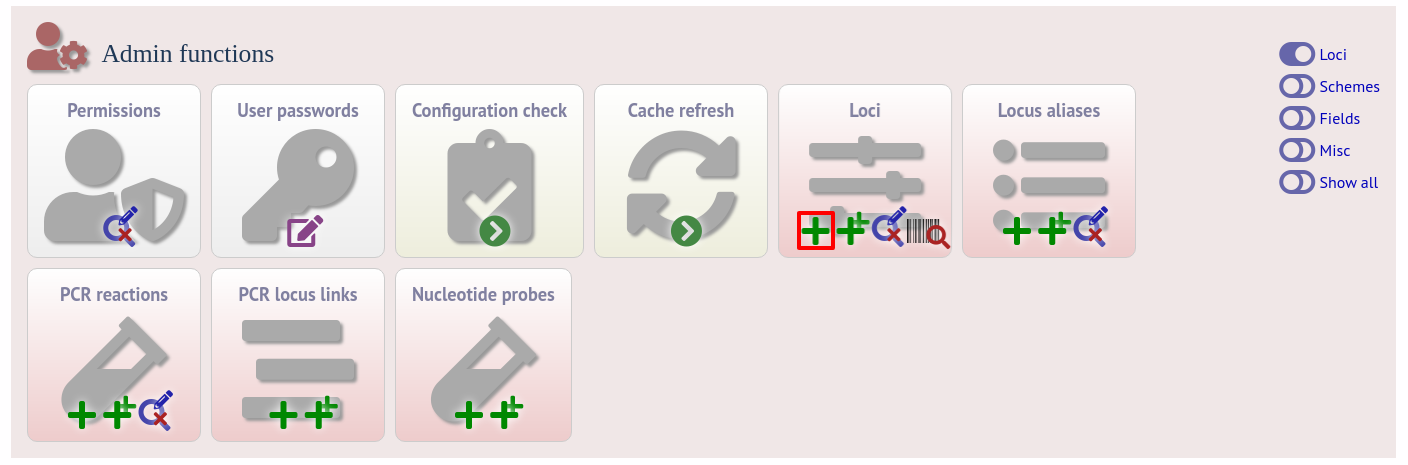 Admin functions
Loci
Schemes
Fields
Misc
Show all
Permissions
User passwords
Configuration check
Cache refresh
Loci
Locus aliases
PCR reactions
PCR locus links
Nucleotide probes